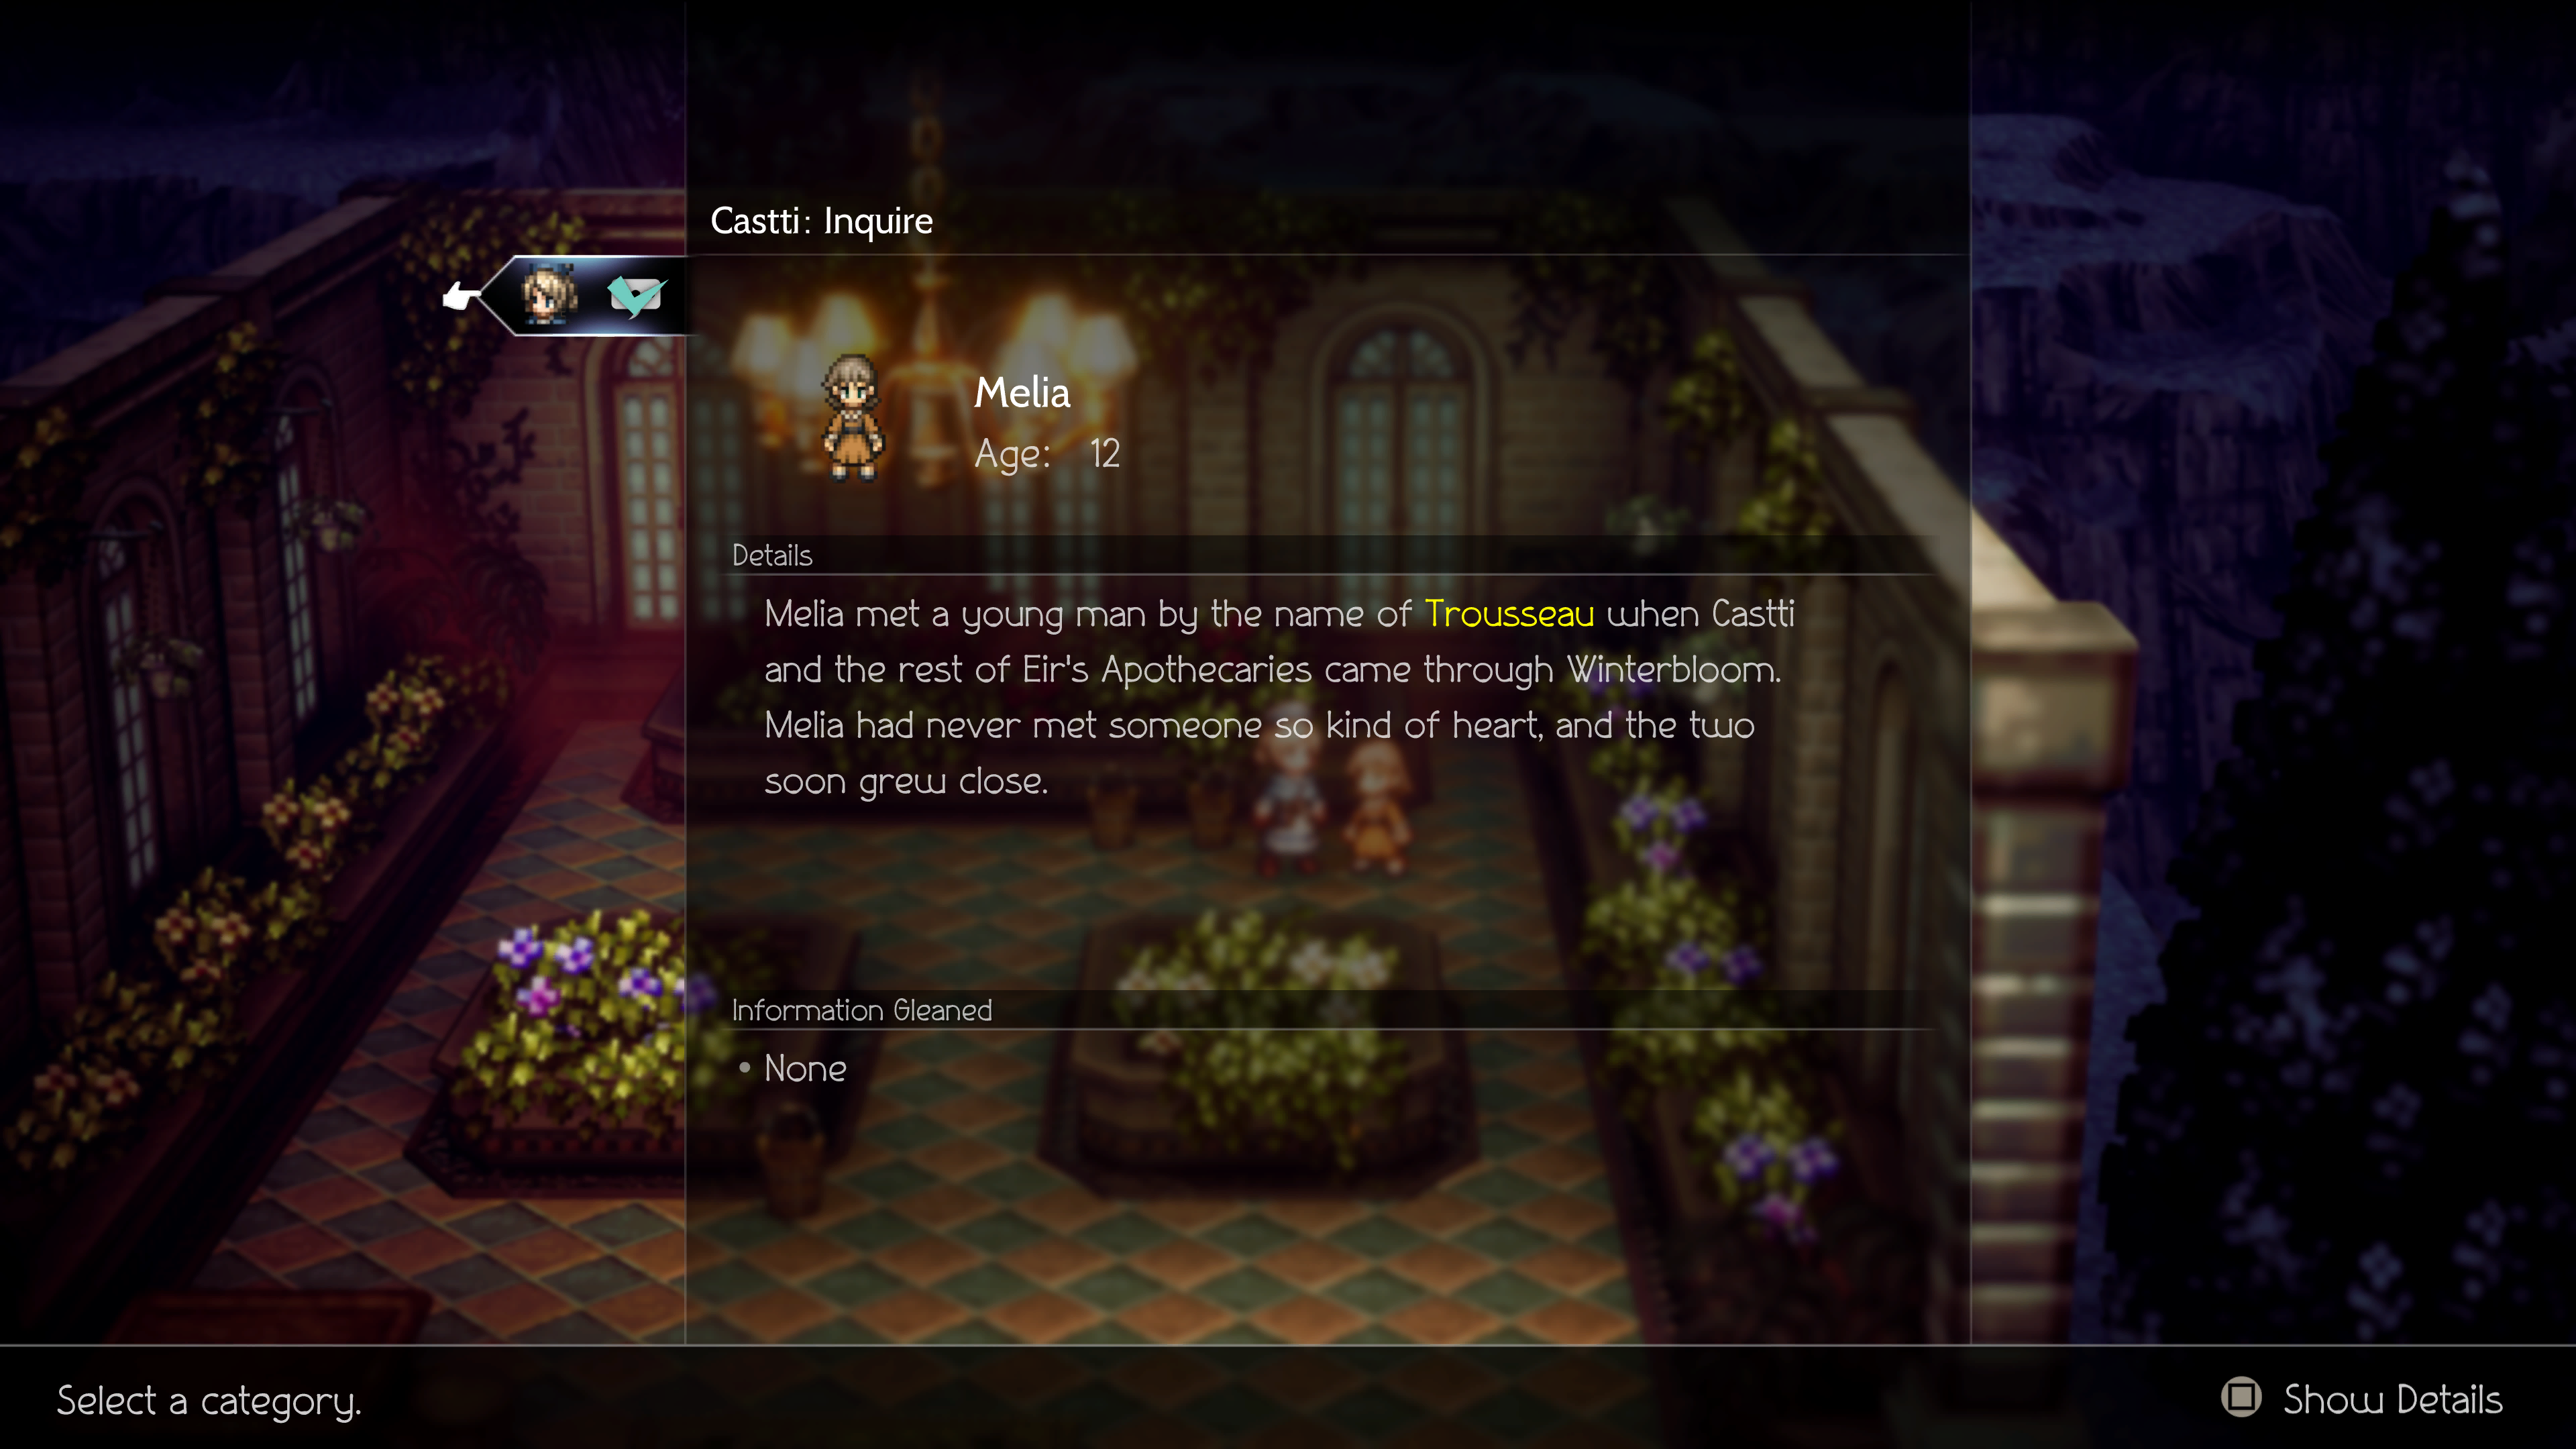 Castti: Inquire
Melia
Age: 12
Details
Melia met a young man by the name of Trousseau when Castti
and the rest of Eir's Apothecaries came through Winterbloom.
Melia had never met someone so kind of heart, and the two
soon grew close.
Information Gleaned
• None
Select a category.
Show Details